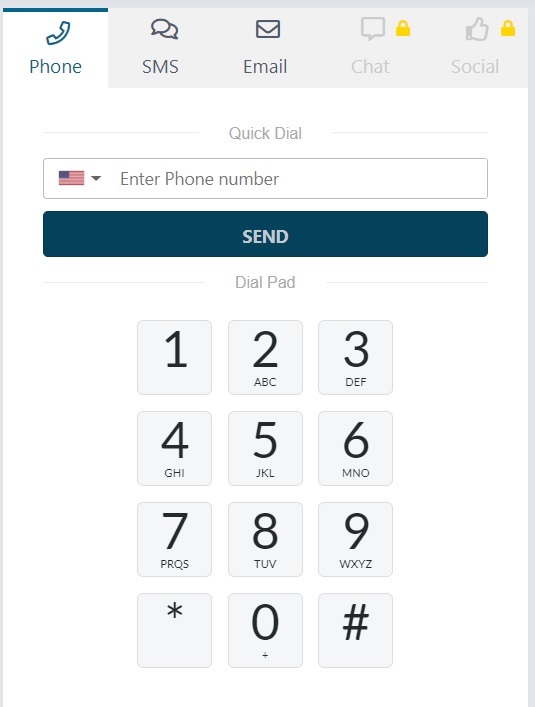 Phone SMS Email Chat Social
Quick Dial
Enter Phone number
SEND
Dial Pad
1 2 3
ABC DEF
4 5 6
GHI JKL MNO
7 8 9
PRQS TUV WXYZ
* 0 #
+